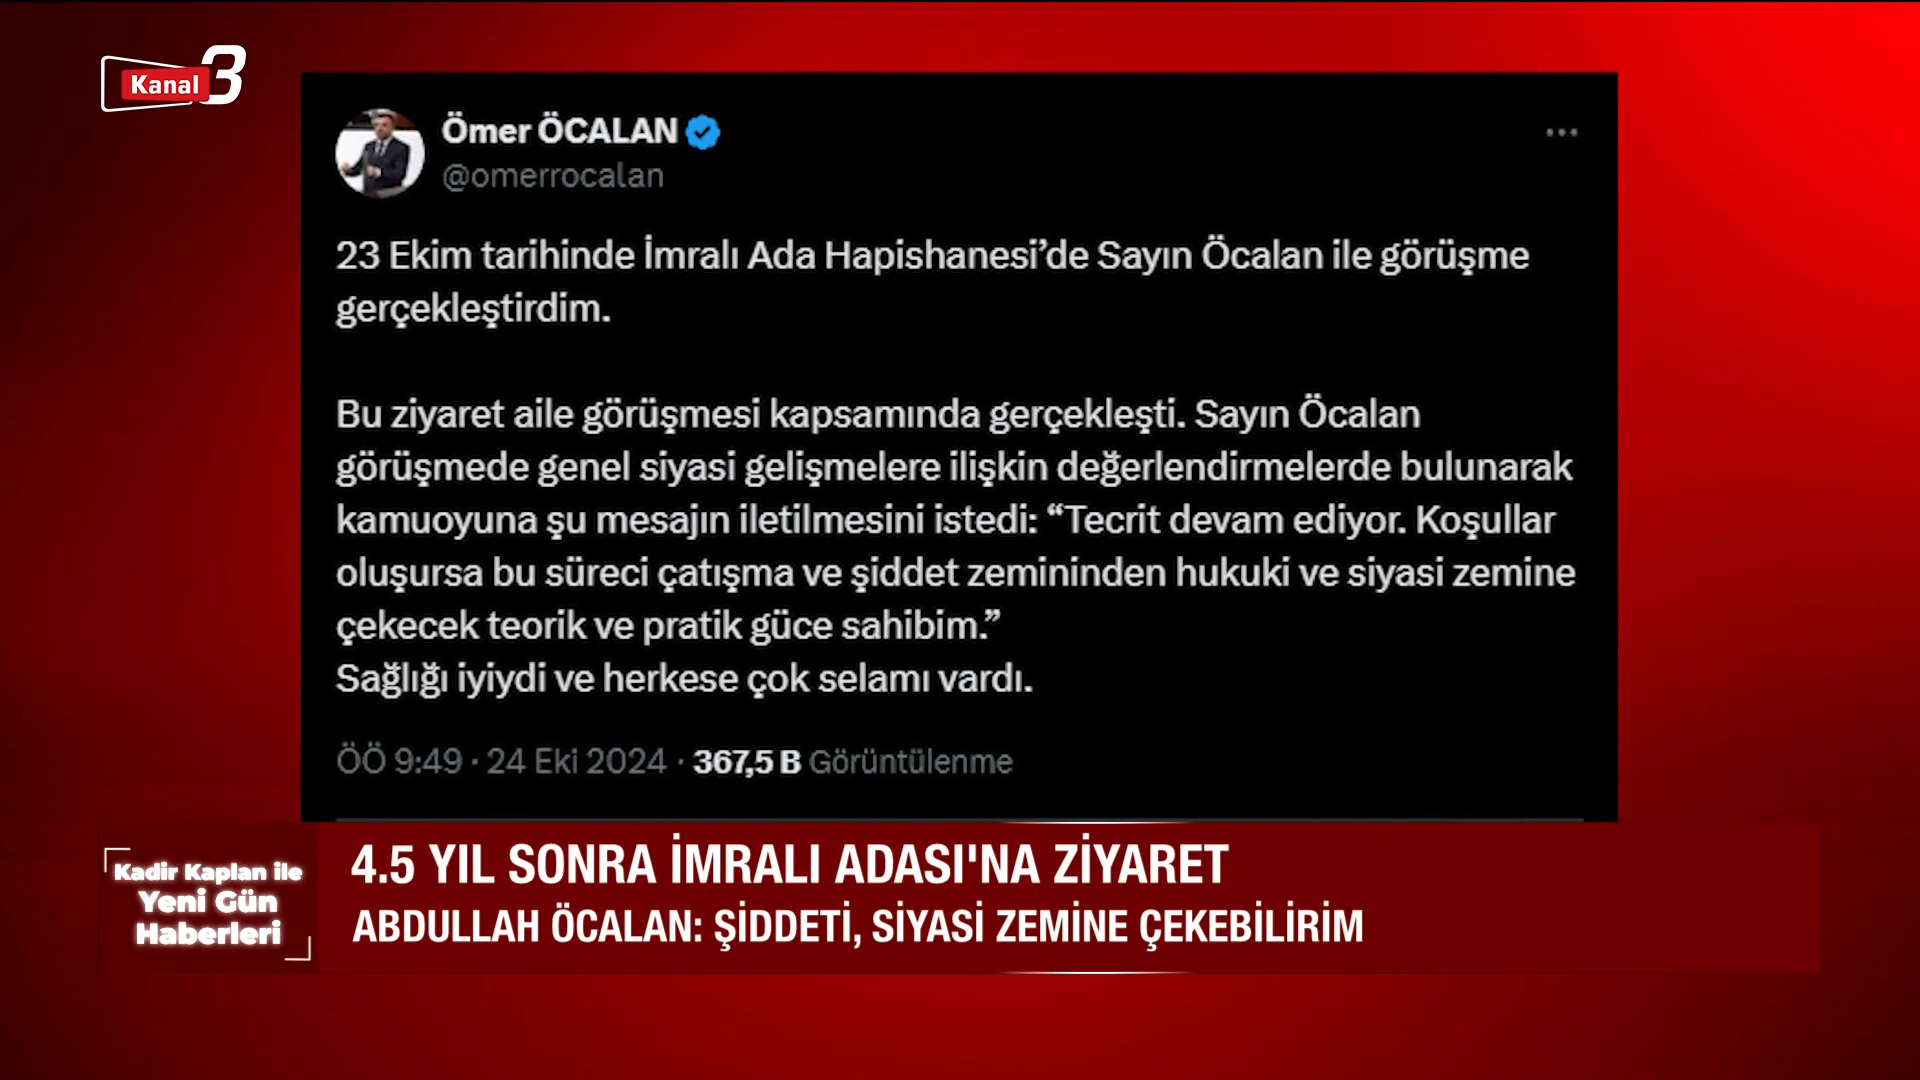 Kanal 3
Ömer ÖCALAN
@omerrocalan
23 Ekim tarihinde İmralı Ada Hapishanesi’de Sayın Öcalan ile görüşme
gerçekleştirdim.
Bu ziyaret aile görüşmesi kapsamında gerçekleşti. Sayın Öcalan
görüşmede genel siyasi gelişmelere ilişkin değerlendirmelerde bulunarak
kamuoyuna şu mesajın iletilmesini istedi: “Tecrit devam ediyor. Koşullar
oluşursa bu süreci çatışma ve şiddet zemininden hukuki ve siyasi zemine
çekecek teorik ve pratik güce sahibim.”
Sağlığı iyiydi ve herkese çok selamı vardı.
ÖÖ 9:49 · 24 Eki 2024 · 367,5 B Görüntülenme
4.5 YIL SONRA İMRALI ADASI'NA ZİYARET
ABDULLAH ÖCALAN: ŞİDDETİ, SİYASİ ZEMİNE ÇEKEBİLİRİM
Kadir Kaplan ile
Yeni Gün
Haberleri